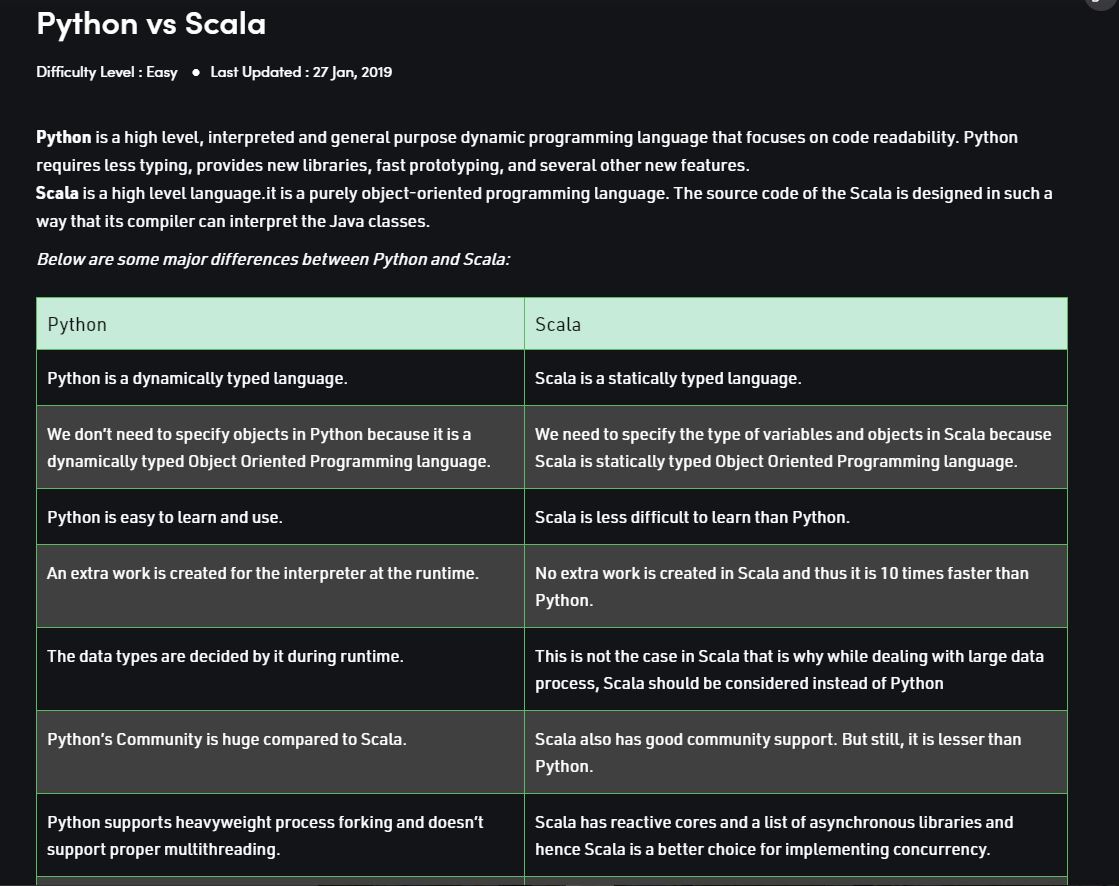 Python vs Scala
Difficulty Level : Easy ● Last Updated : 27 Jan, 2019
Python is a high level, interpreted and general purpose dynamic programming language that focuses on code readability. Python
requires less typing, provides new libraries, fast prototyping, and several other new features.
Scala is a high level language.it is a purely object-oriented programming language. The source code of the Scala is designed in such a
way that its compiler can interpret the Java classes.
Below are some major differences between Python and Scala:
Python
Scala
Python is a dynamically typed language.
Scala is a statically typed language.
We don’t need to specify objects in Python because it is a
dynamically typed Object Oriented Programming language.
We need to specify the type of variables and objects in Scala because
Scala is statically typed Object Oriented Programming language.
Python is easy to learn and use.
Scala is less difficult to learn than Python.
An extra work is created for the interpreter at the runtime.
No extra work is created in Scala and thus it is 10 times faster than
Python.
The data types are decided by it during runtime.
This is not the case in Scala that is why while dealing with large data
process, Scala should be considered instead of Python
Python’s Community is huge compared to Scala.
Scala also has good community support. But still, it is lesser than
Python.
Python supports heavyweight process forking and doesn’t
support proper multithreading.
Scala has reactive cores and a list of asynchronous libraries and
hence Scala is a better choice for implementing concurrency.